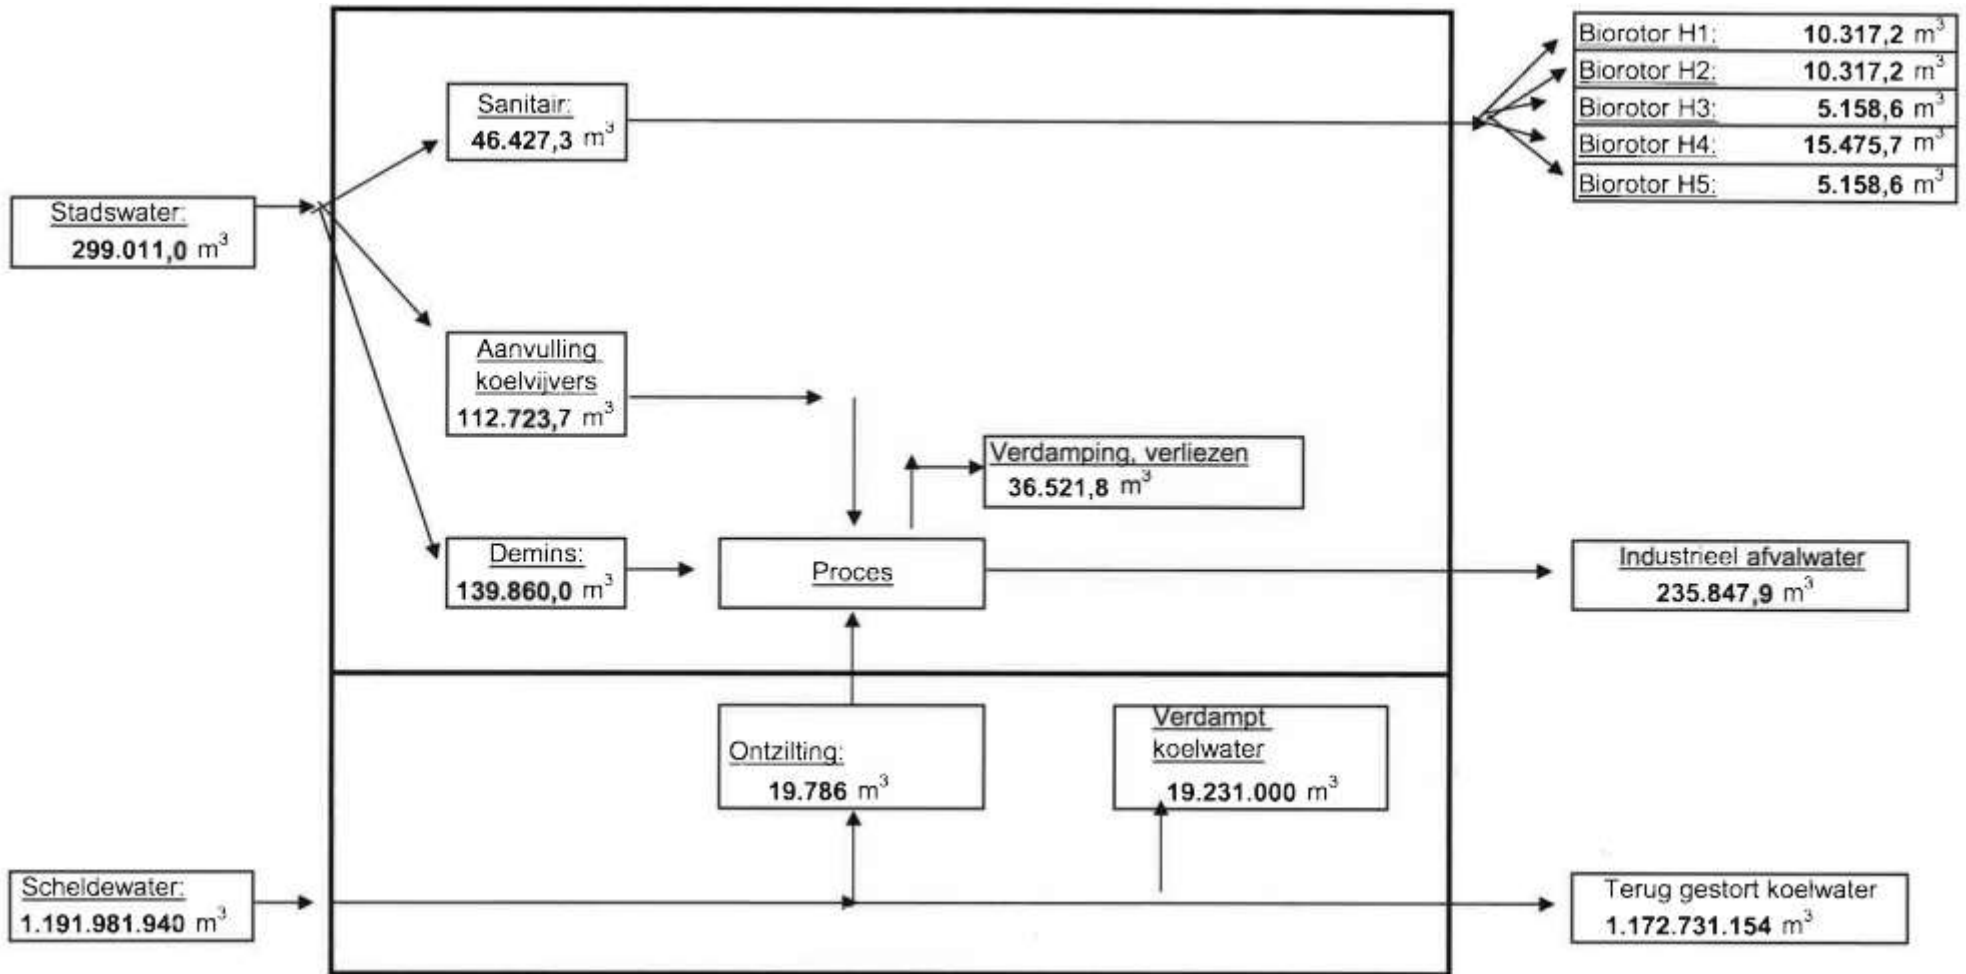 Biorotor H1: 10.317,2 m³
Biorotor H2: 10.317,2 m³
Biorotor H3: 5.158,6 m³
Biorotor H4: 15.475,7 m³
Biorotor H5: 5.158,6 m³
Sanitair:
46.427,3 m³
Stadswater:
299.011,0 m³
Aanvulling
koelvijvers
112.723,7 m³
Verdamping, verliezen
36.521,8 m³
Demins:
139.860,0 m³
Proces
Industrieel afvalwater
235.847,9 m³
Ontzilting:
19.786 m³
Verdampt
koelwater
19.231.000 m³
Scheldewater:
1.191.981.940 m³
Terug gestort koelwater
1.172.731.154 m³